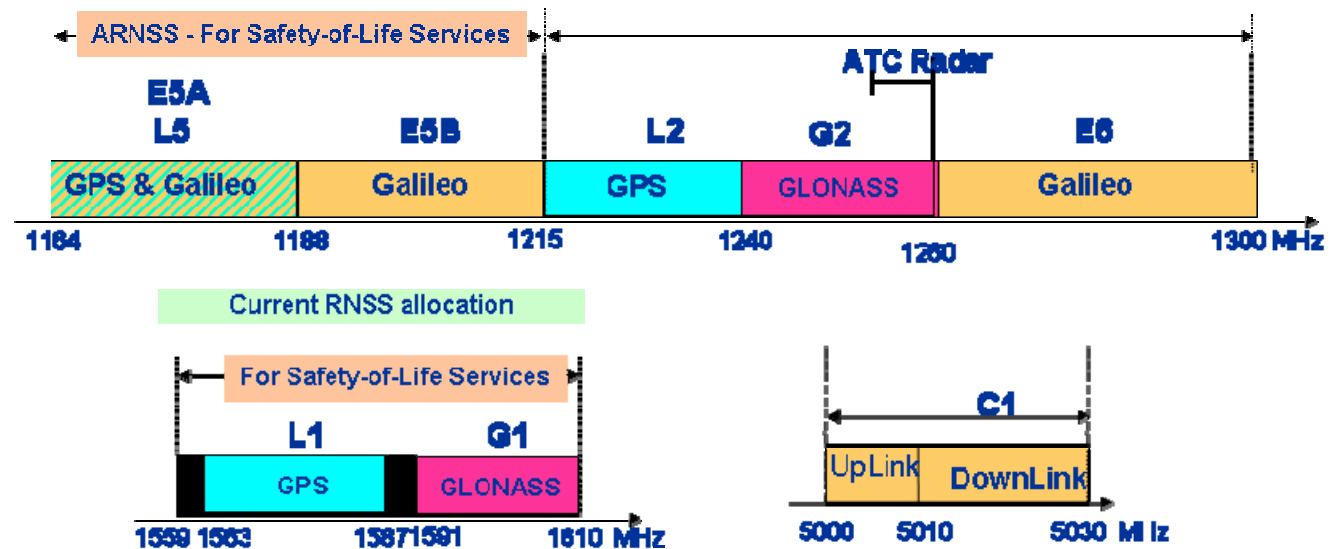 ARNSS - For Safety-of-Life Services
ATC Radar
E5A
L5 E5B L2 G2 E6
GPS & Galileo Galileo GPS GLONASS Galileo
1164 1188 1215 1240 1260 1300 MHz
Current RNSS allocation
For Safety-of-Life Services
L1 G1
GPS GLONASS
1559 1563 1587 1591 1610 MHz
C1
UpLink DownLink
5000 5010 5030 MHz